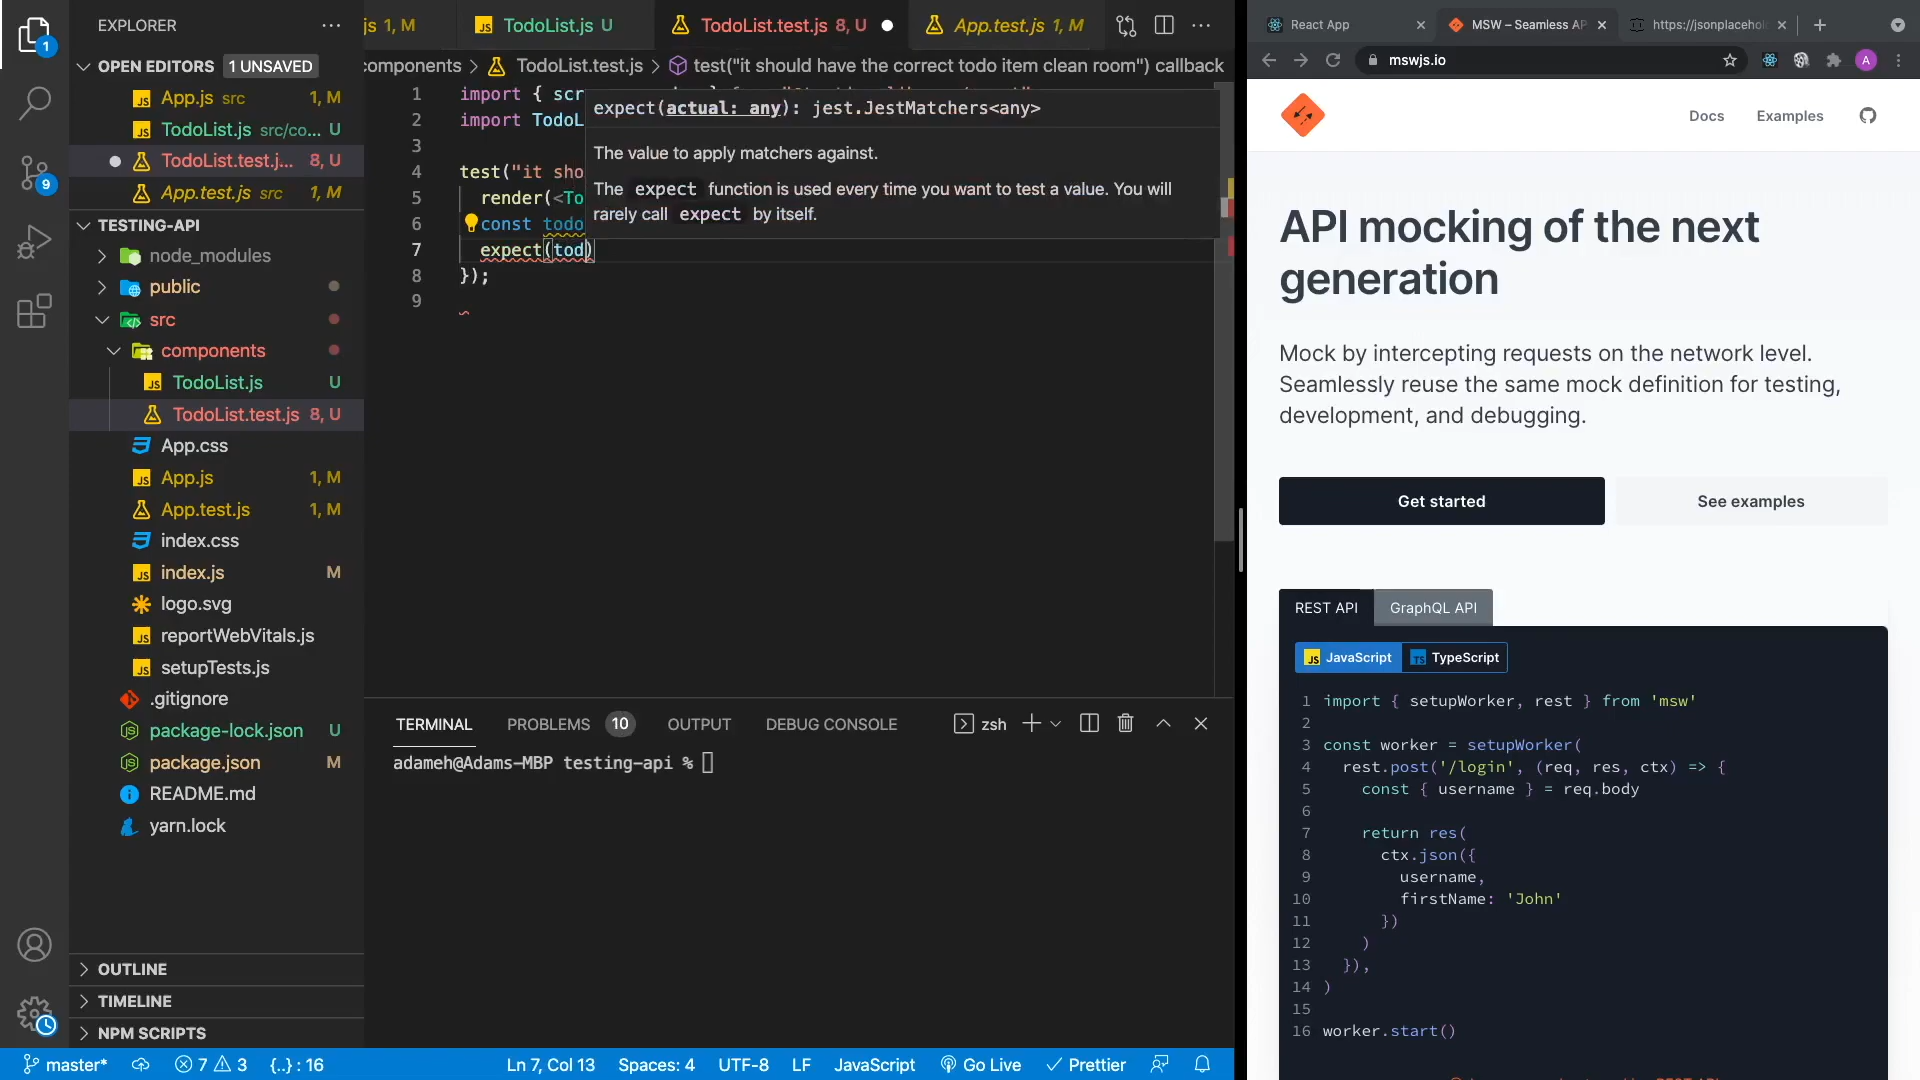 EXPLORER
OPEN EDITORS 1 UNSAVED
App.js src 1, M
TodoList.js src/co... U
TodoList.test.j... 8, U
App.test.js src 1, M
TESTING-API
node_modules
public
src
components
TodoList.js U
TodoList.test.js 8, U
App.css
App.js 1, M
App.test.js 1, M
index.css
index.js M
logo.svg
reportWebVitals.js
setupTests.js
.gitignore
package-lock.json U
package.json M
README.md
yarn.lock
OUTLINE
TIMELINE
NPM SCRIPTS
1
9
js 1, M
TodoList.js U
TodoList.test.js 8, U
App.test.js 1, M
components > TodoList.test.js > test("it should have the correct todo item clean room") callback
1 import { scr
2 import TodoL
3
4 test("it sho
5 render(<To
6 const todo
7 expect(tod)
8 });
9
expect(actual: any): jest.JestMatchers<any>
The value to apply matchers against.
The expect function is used every time you want to test a value. You will
rarely call expect by itself.
TERMINAL PROBLEMS 10 OUTPUT DEBUG CONSOLE zsh
adameh@Adams-MBP testing-api %
master* 7 3 {..} : 16 Ln 7, Col 13 Spaces: 4 UTF-8 LF JavaScript Go Live Prettier
React App
MSW – Seamless AP
https://jsonplacehol
mswjs.io
A
Docs Examples
API mocking of the next
generation
Mock by intercepting requests on the network level.
Seamlessly reuse the same mock definition for testing,
development, and debugging.
Get started See examples
REST API GraphQL API
JS JavaScript TS TypeScript
1 import { setupWorker, rest } from 'msw'
2
3 const worker = setupWorker(
4 rest.post('/login', (req, res, ctx) => {
5 const { username } = req.body
6
7 return res(
8 ctx.json({
9 username,
10 firstName: 'John'
11 })
12 )
13 }),
14 )
15
16 worker.start()